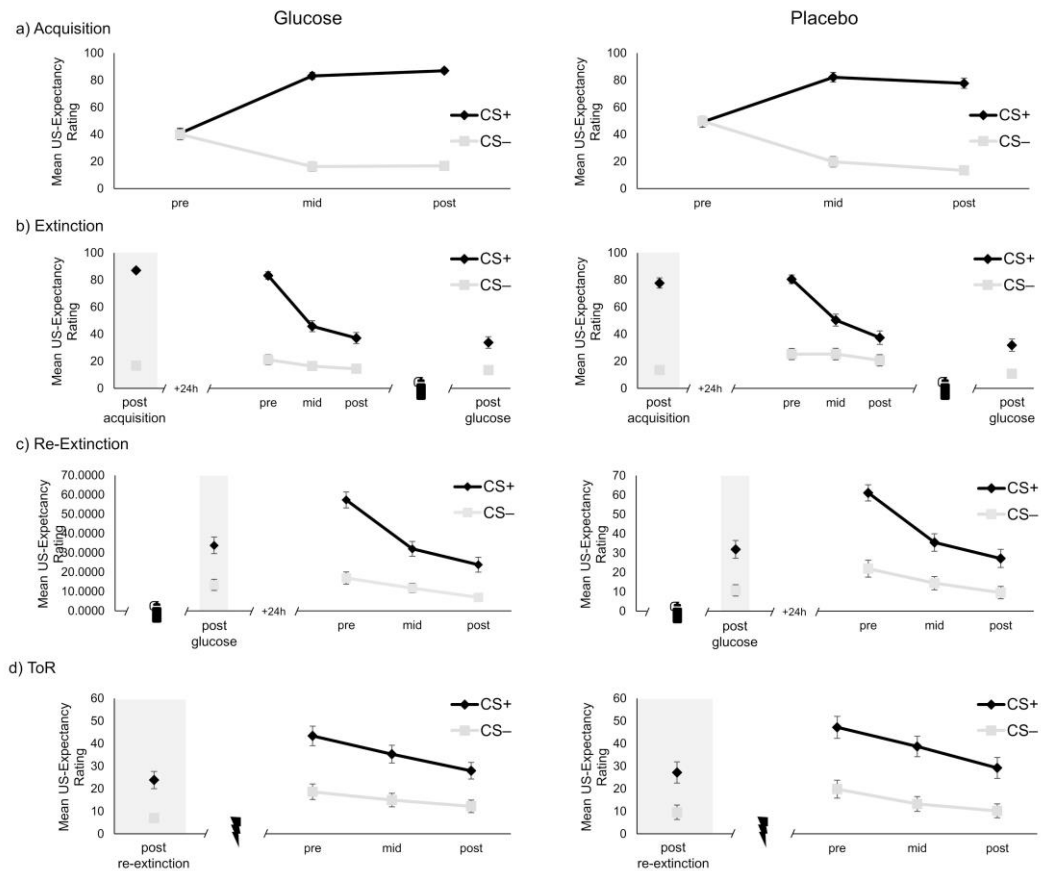 Glucose
Placebo
a) Acquisition
Mean US-Expectancy
Rating
100
80
60
40
20
0
pre
mid
post
CS+
CS–
Mean US-Expectancy
Rating
100
80
60
40
20
0
pre
mid
post
CS+
CS–
b) Extinction
Mean US-Expectancy
Rating
100
80
60
40
20
0
post
acquisition
+24h
pre
mid
post
post
glucose
CS+
CS–
Mean US-Expectancy
Rating
100
80
60
40
20
0
post
acquisition
+24h
pre
mid
post
post
glucose
CS+
CS–
c) Re-Extinction
Mean US-Expetcancy
Rating
70.0000
60.0000
50.0000
40.0000
30.0000
20.0000
10.0000
0.0000
post
glucose
+24h
pre
mid
post
CS+
CS–
Mean US-Expectancy
Rating
70
60
50
40
30
20
10
0
post
glucose
+24h
pre
mid
post
CS+
CS–
d) ToR
Mean US-Expectancy
Rating
60
50
40
30
20
10
0
post
re-extinction
pre
mid
post
CS+
CS–
Mean US-Expectancy
Rating
60
50
40
30
20
10
0
post
re-extinction
pre
mid
post
CS+
CS–